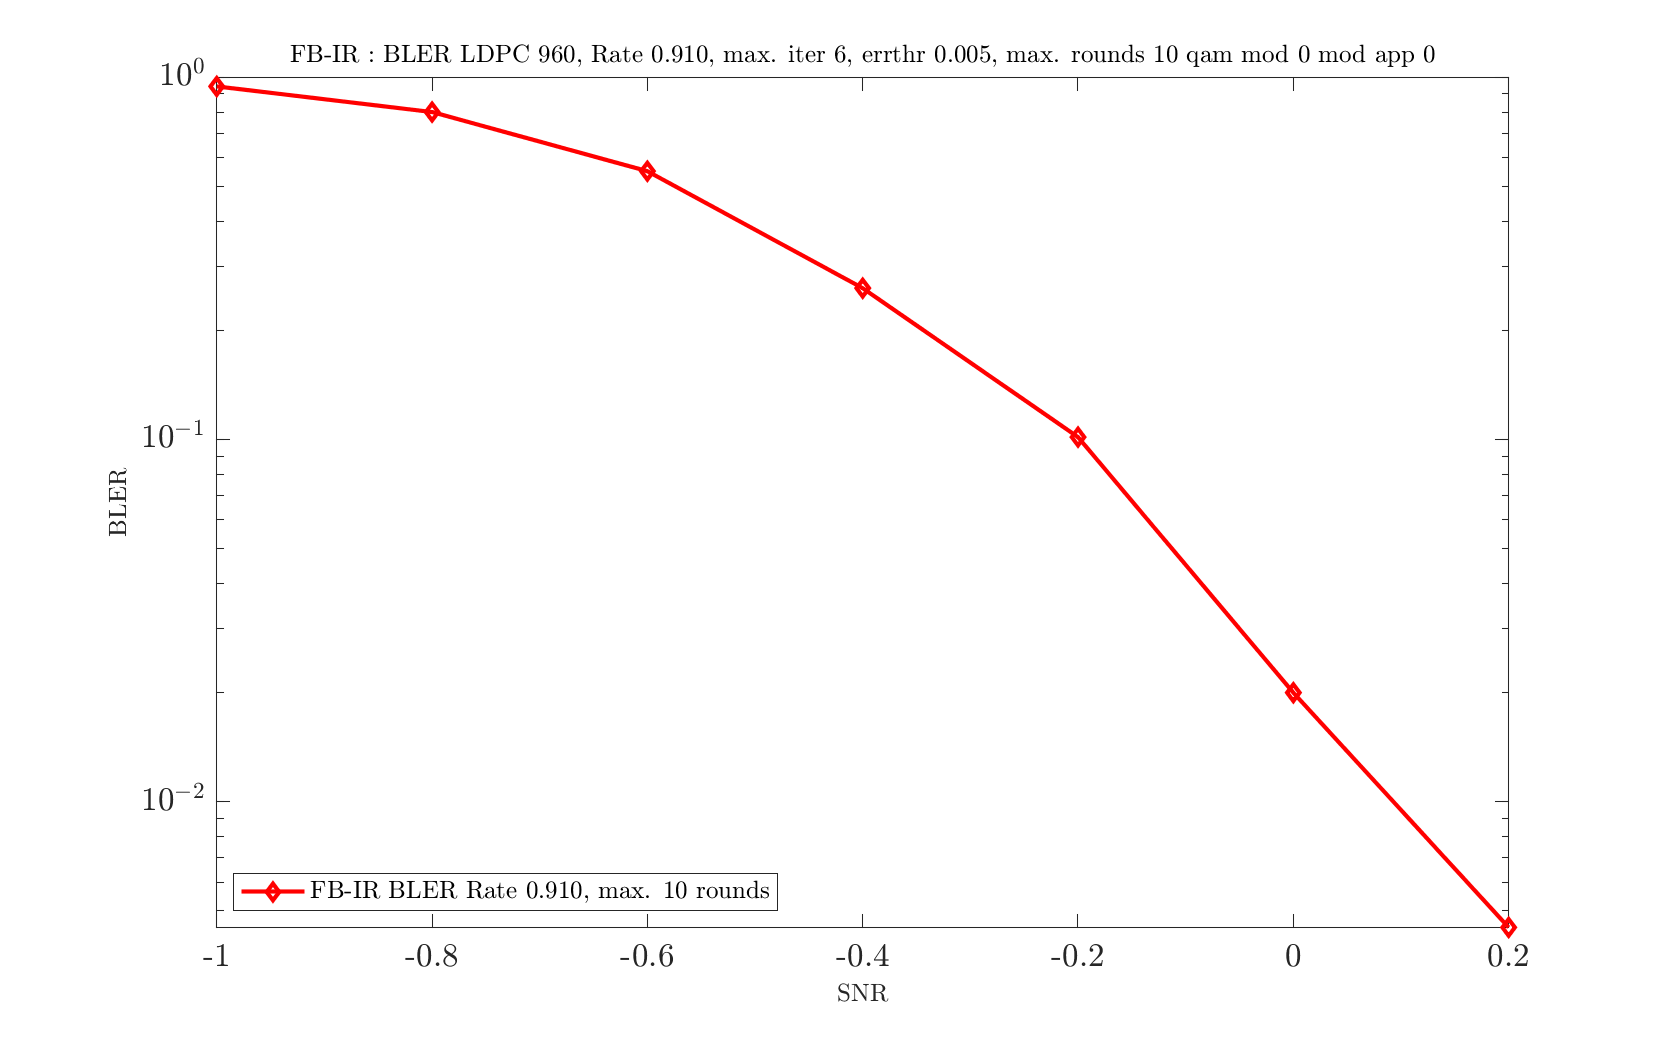 FB-IR : BLER LDPC 960, Rate 0.910, max. iter 6, errthr 0.005, max. rounds 10 qam mod 0 mod app 0
10^0
10^{-1}
BLER
10^{-2}
FB-IR BLER Rate 0.910, max. 10 rounds
-1 -0.8 -0.6 -0.4 -0.2 0 0.2
SNR